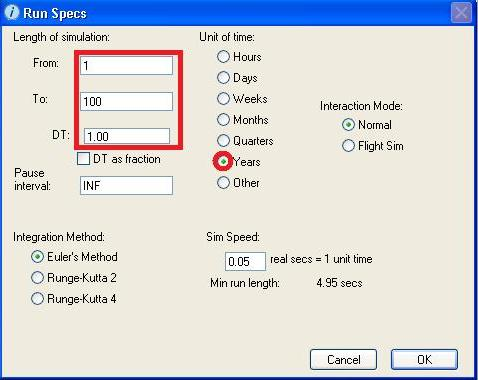 Run Specs
Length of simulation:
From: 1
To: 100
DT: 1.00
DT as fraction
Pause
interval: INF
Unit of time:
Hours
Days
Weeks
Months
Quarters
Years
Other
Interaction Mode:
Normal
Flight Sim
Integration Method:
Euler's Method
Runge-Kutta 2
Runge-Kutta 4
Sim Speed:
0.05 real secs = 1 unit time
Min run length: 4.95 secs
Cancel
OK